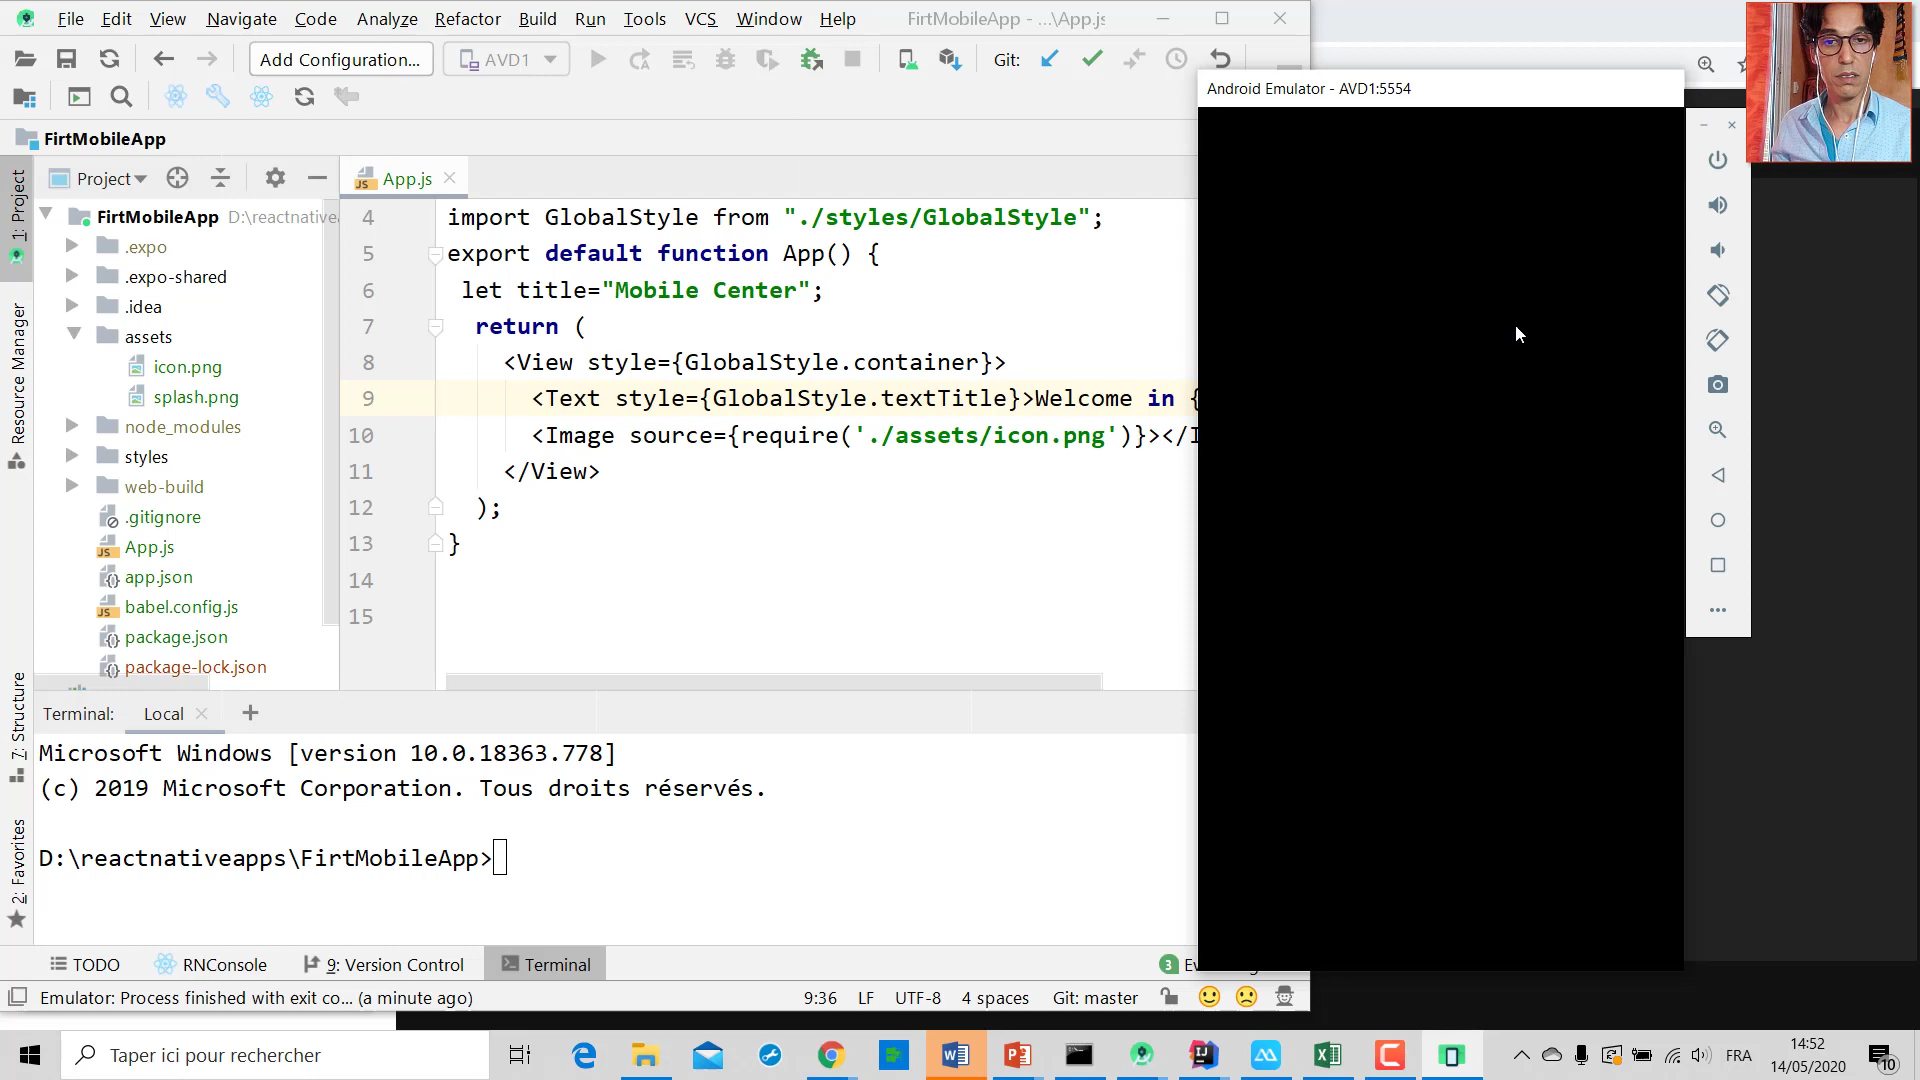 File Edit View Navigate Code Analyze Refactor Build Run Tools VCS Window Help FirtMobileApp - ...\App.js
Add Configuration... AVD1 Git:
FirtMobileApp
Android Emulator - AVD1:5554
Project
App.js
1: Project
Resource Manager
7: Structure
2: Favorites
FirtMobileApp D:\reactnative
.expo
.expo-shared
.idea
assets
icon.png
splash.png
node_modules
styles
web-build
.gitignore
App.js
app.json
babel.config.js
package.json
package-lock.json
4 import GlobalStyle from "./styles/GlobalStyle";
5 export default function App() {
6 let title="Mobile Center";
7 return (
8 <View style={GlobalStyle.container}>
9 <Text style={GlobalStyle.textTitle}>Welcome in {
10 <Image source={require('./assets/icon.png')}></I
11 </View>
12 );
13 }
14
15
Terminal: Local
Microsoft Windows [version 10.0.18363.778]
(c) 2019 Microsoft Corporation. Tous droits réservés.
D:\reactnativeapps\FirtMobileApp>
TODO RNConsole 9: Version Control Terminal 3
Emulator: Process finished with exit co... (a minute ago) 9:36 LF UTF-8 4 spaces Git: master
Taper ici pour rechercher
FRA
14:52
14/05/2020
10